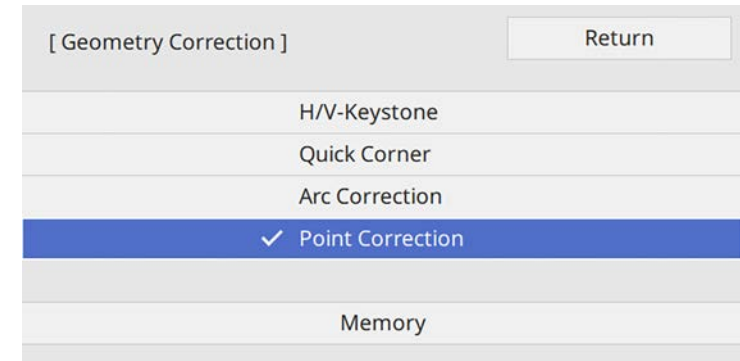 [ Geometry Correction ]
Return
H/V-Keystone
Quick Corner
Arc Correction
✓ Point Correction
Memory